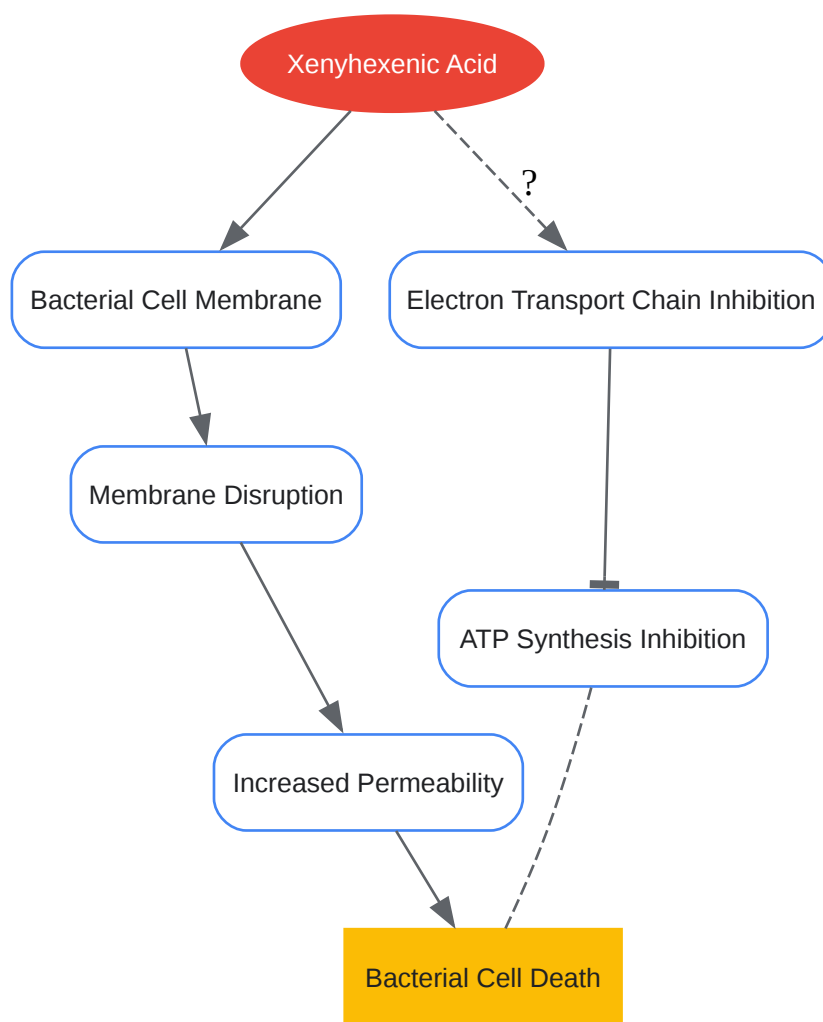 Xenyhexenic Acid
?
Bacterial Cell Membrane
Electron Transport Chain Inhibition
Membrane Disruption
ATP Synthesis Inhibition
Increased Permeability
Bacterial Cell Death